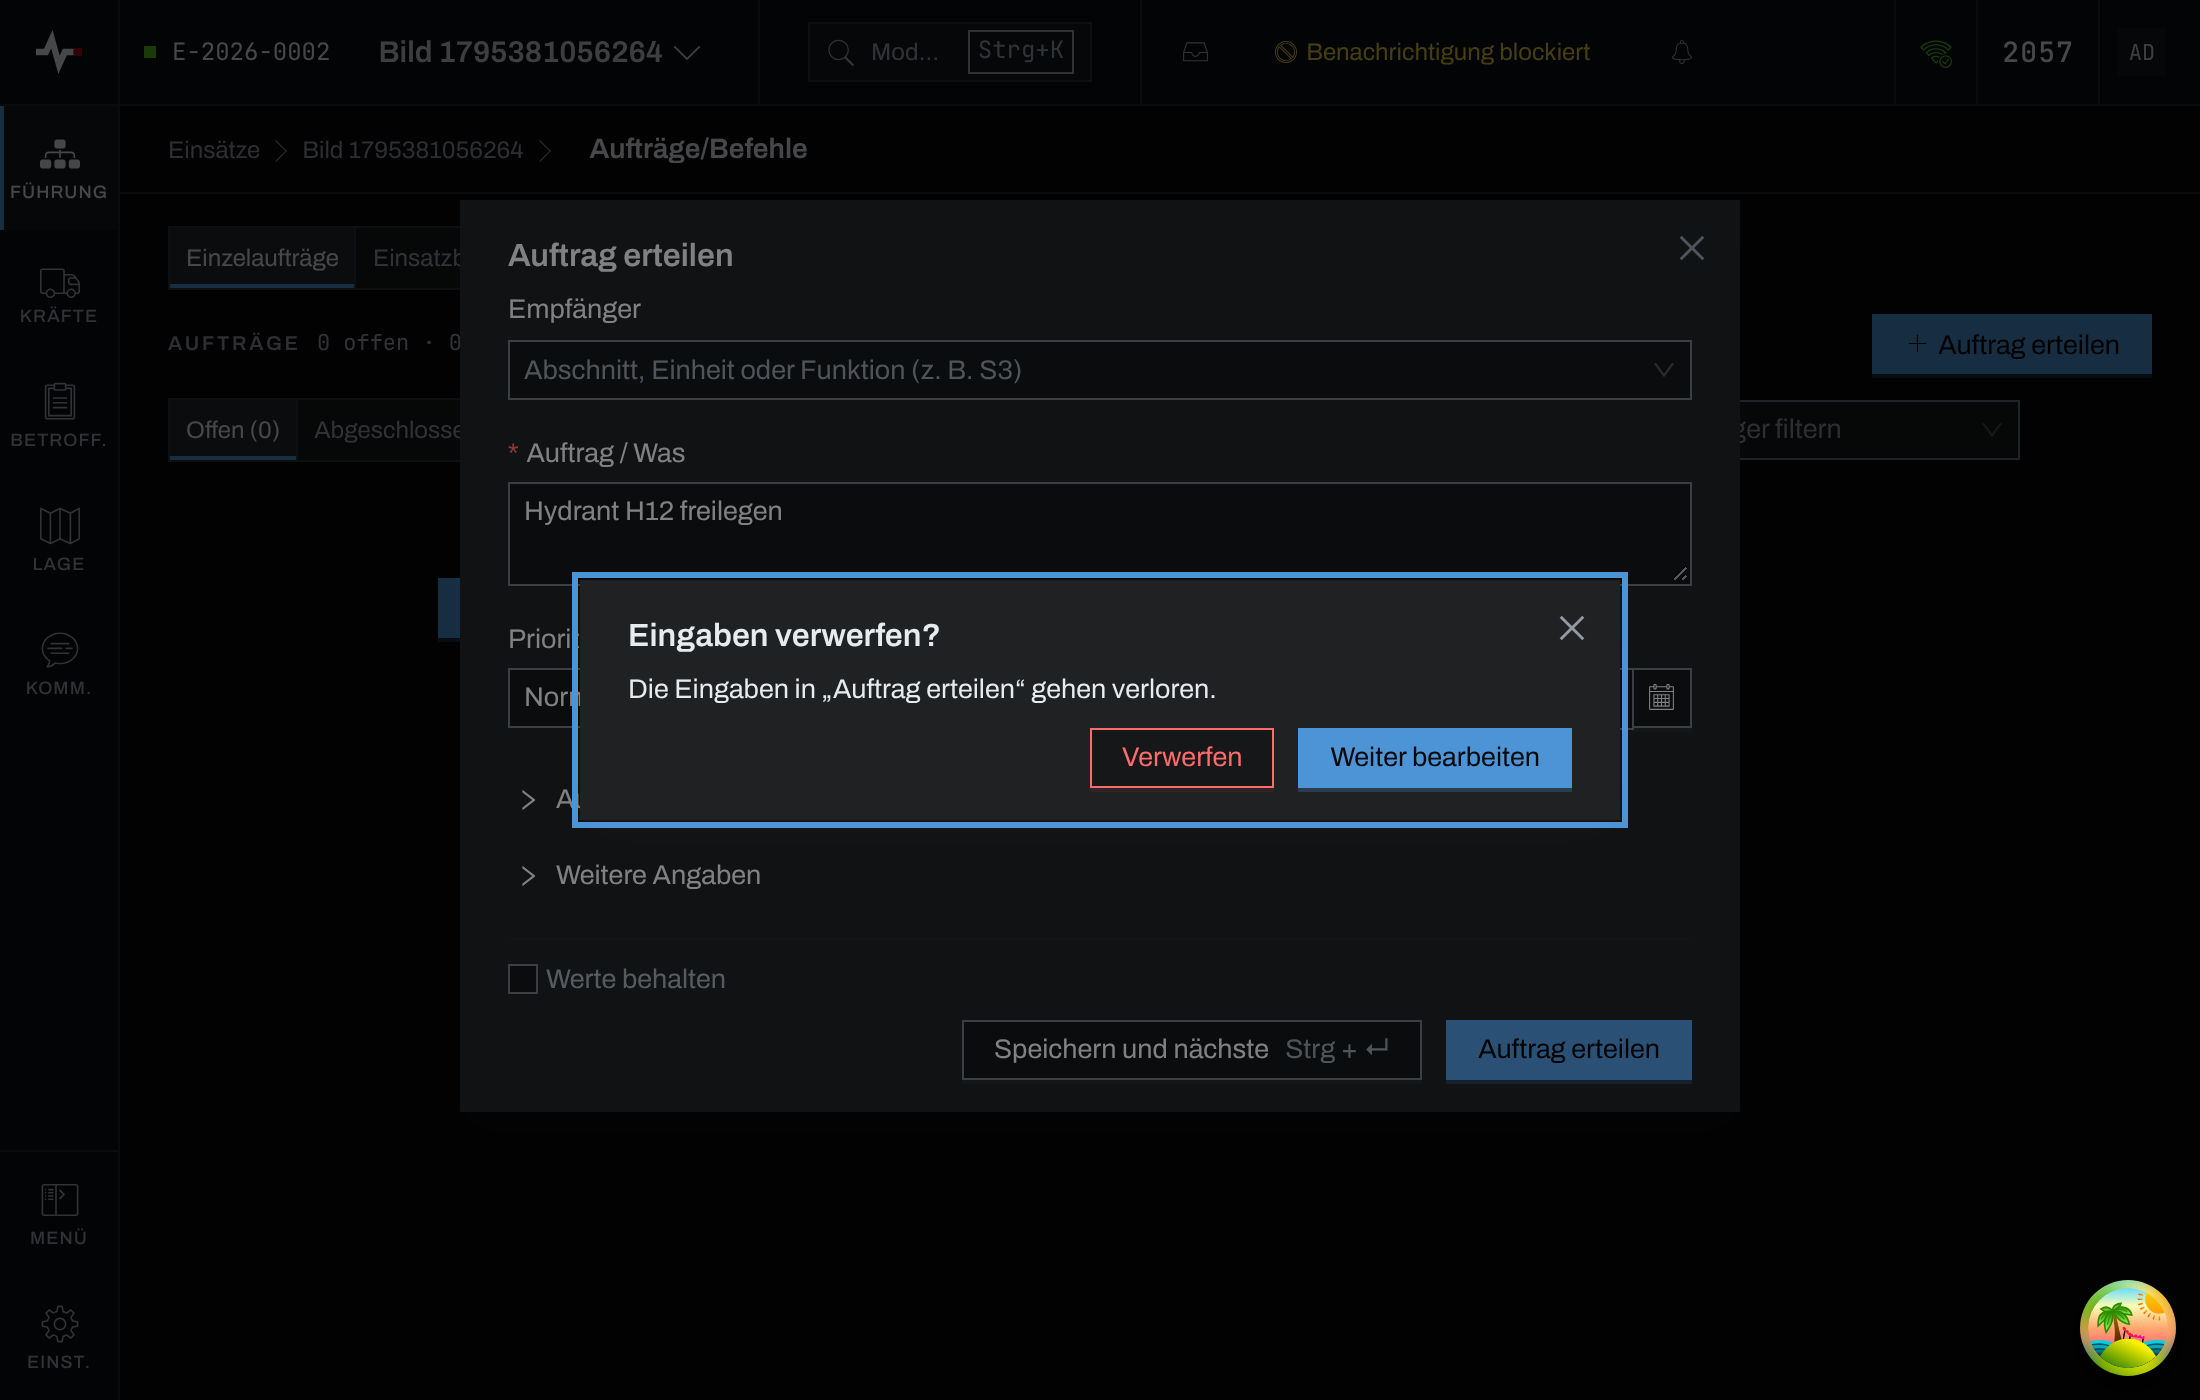 E-2026-0002 Bild 1795381056264 Mod... Strg+K Benachrichtigung blockiert 2057 AD
Einsätze Bild 1795381056264 Aufträge/Befehle
FÜHRUNG
KRÄFTE
BETROFF.
LAGE
KOMM.
MENÜ
EINST.
Einzelaufträge
AUFTRÄGE 0 offen ·
+ Auftrag erteilen
Offen (0)
filtern
Auftrag erteilen
Empfänger
Abschnitt, Einheit oder Funktion (z. B. S3)
* Auftrag / Was
Hydrant H12 freilegen
Eingaben verwerfen?
Die Eingaben in „Auftrag erteilen“ gehen verloren.
Verwerfen Weiter bearbeiten
Weitere Angaben
Werte behalten
Speichern und nächste Strg + ↵ Auftrag erteilen